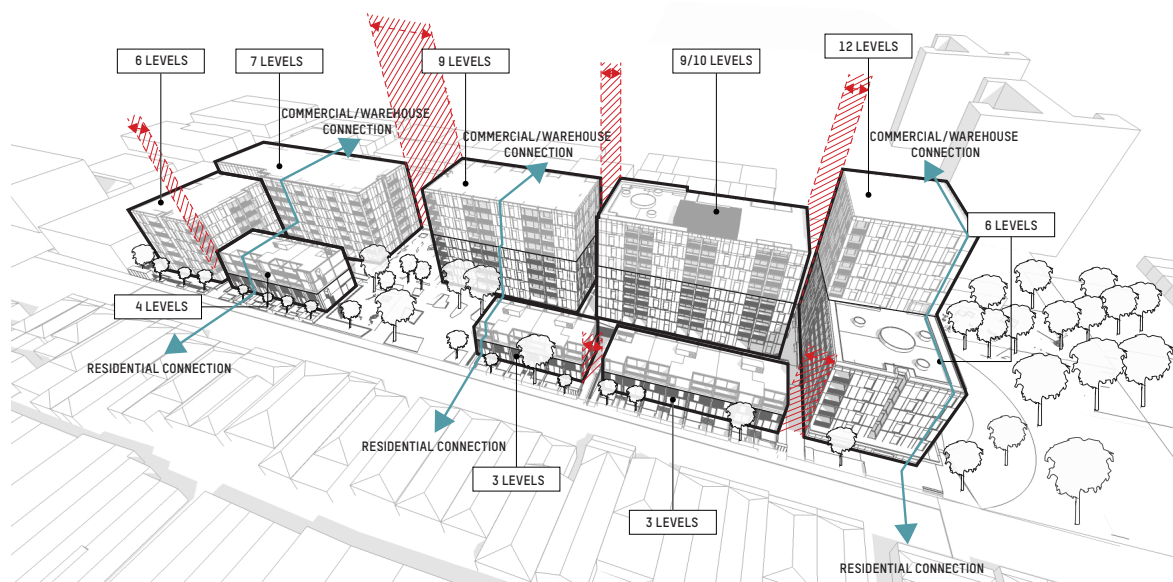 6 LEVELS
7 LEVELS
9 LEVELS
9/10 LEVELS
12 LEVELS
COMMERCIAL/WAREHOUSE
CONNECTION
COMMERCIAL/WAREHOUSE
CONNECTION
COMMERCIAL/WAREHOUSE
CONNECTION
6 LEVELS
4 LEVELS
RESIDENTIAL CONNECTION
RESIDENTIAL CONNECTION
3 LEVELS
3 LEVELS
RESIDENTIAL CONNECTION